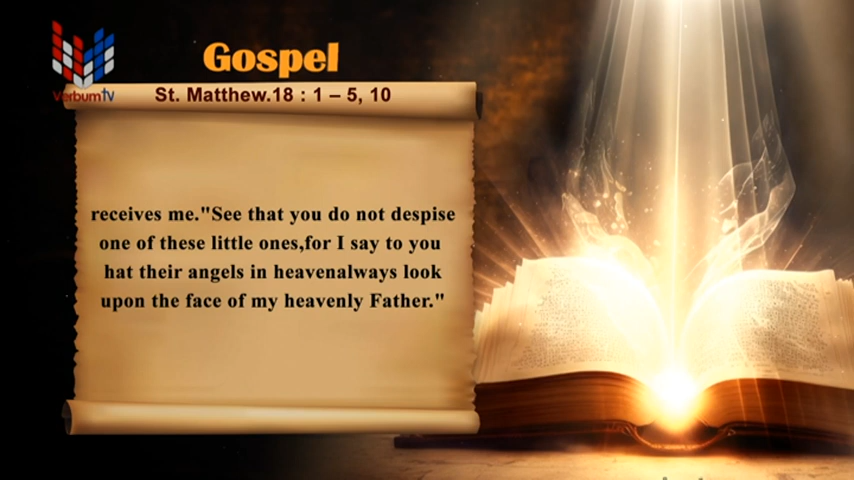 Gospel
VerbumTV
St. Matthew.18 : 1 – 5, 10
receives me."See that you do not despise
one of these little ones,for I say to you
hat their angels in heavenalways look
upon the face of my heavenly Father."